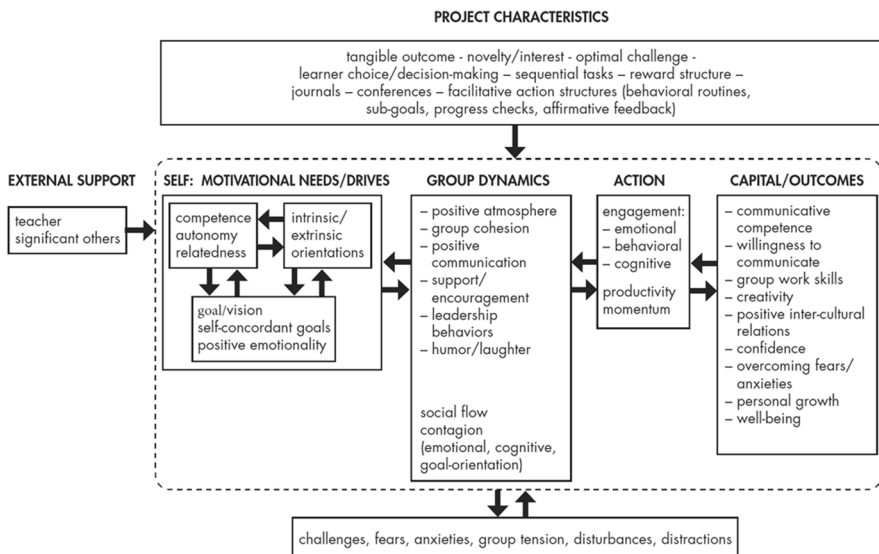 PROJECT CHARACTERISTICS
tangible outcome - novelty/interest - optimal challenge -
learner choice/decision-making – sequential tasks – reward structure –
journals – conferences – facilitative action structures (behavioral routines,
sub-goals, progress checks, affirmative feedback)
EXTERNAL SUPPORT
teacher
significant others
SELF: MOTIVATIONAL NEEDS/DRIVES
competence
autonomy
relatedness
intrinsic/
extrinsic
orientations
goal/vision
self-concordant goals
positive emotionality
GROUP DYNAMICS
– positive atmosphere
– group cohesion
– positive
communication
– support/
encouragement
– leadership
behaviors
– humor/laughter
social flow
contagion
(emotional, cognitive,
goal-orientation)
ACTION
engagement:
– emotional
– behavioral
– cognitive
productivity
momentum
CAPITAL/OUTCOMES
– communicative
competence
– willingness to
communicate
– group work skills
– creativity
– positive inter-cultural
relations
– confidence
– overcoming fears/
anxieties
– personal growth
– well-being
challenges, fears, anxieties, group tension, disturbances, distractions